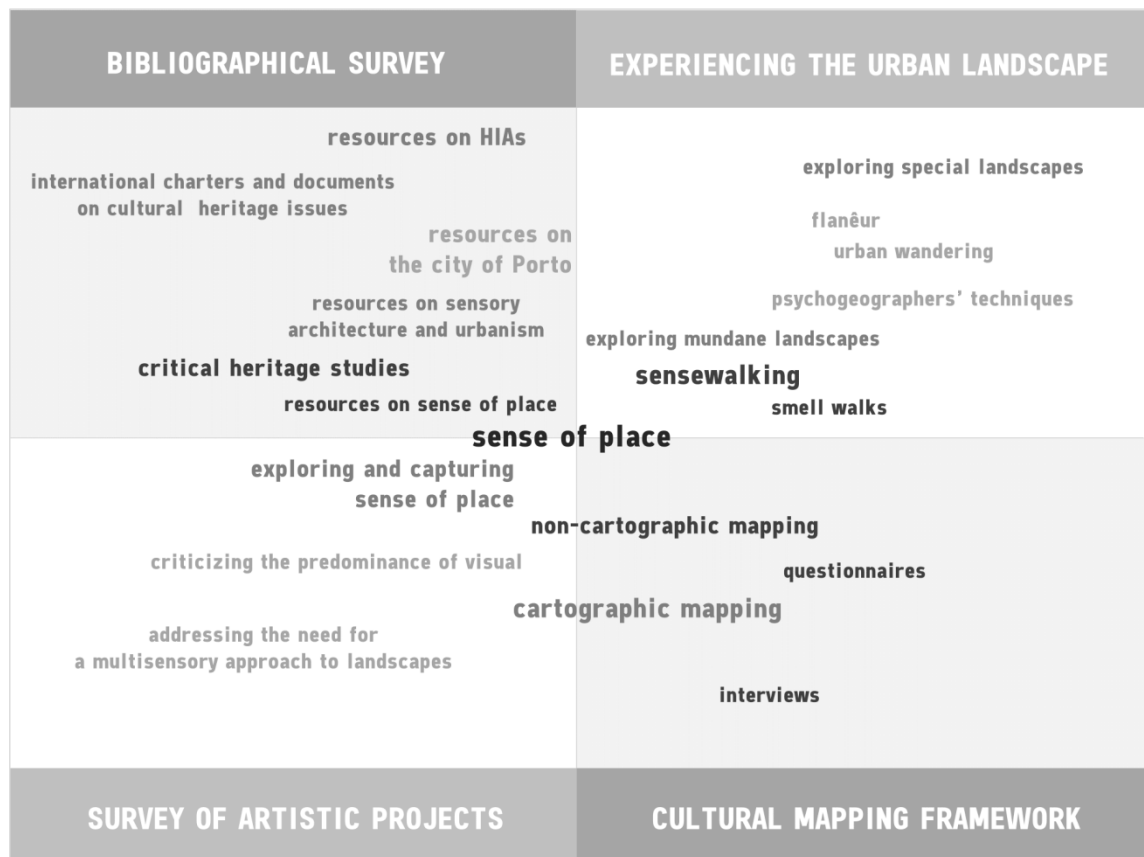 BIBLIOGRAPHICAL SURVEY
EXPERIENCING THE URBAN LANDSCAPE
resources on HIAs
international charters and documents
on cultural heritage issues
resources on
the city of Porto
resources on sensory
architecture and urbanism
critical heritage studies
resources on sense of place
exploring special landscapes
flanêur
urban wandering
psychogeographers' techniques
exploring mundane landscapes
sensewalking
smell walks
sense of place
exploring and capturing
sense of place
criticizing the predominance of visual
addressing the need for
a multisensory approach to landscapes
non-cartographic mapping
questionnaires
cartographic mapping
interviews
SURVEY OF ARTISTIC PROJECTS
CULTURAL MAPPING FRAMEWORK